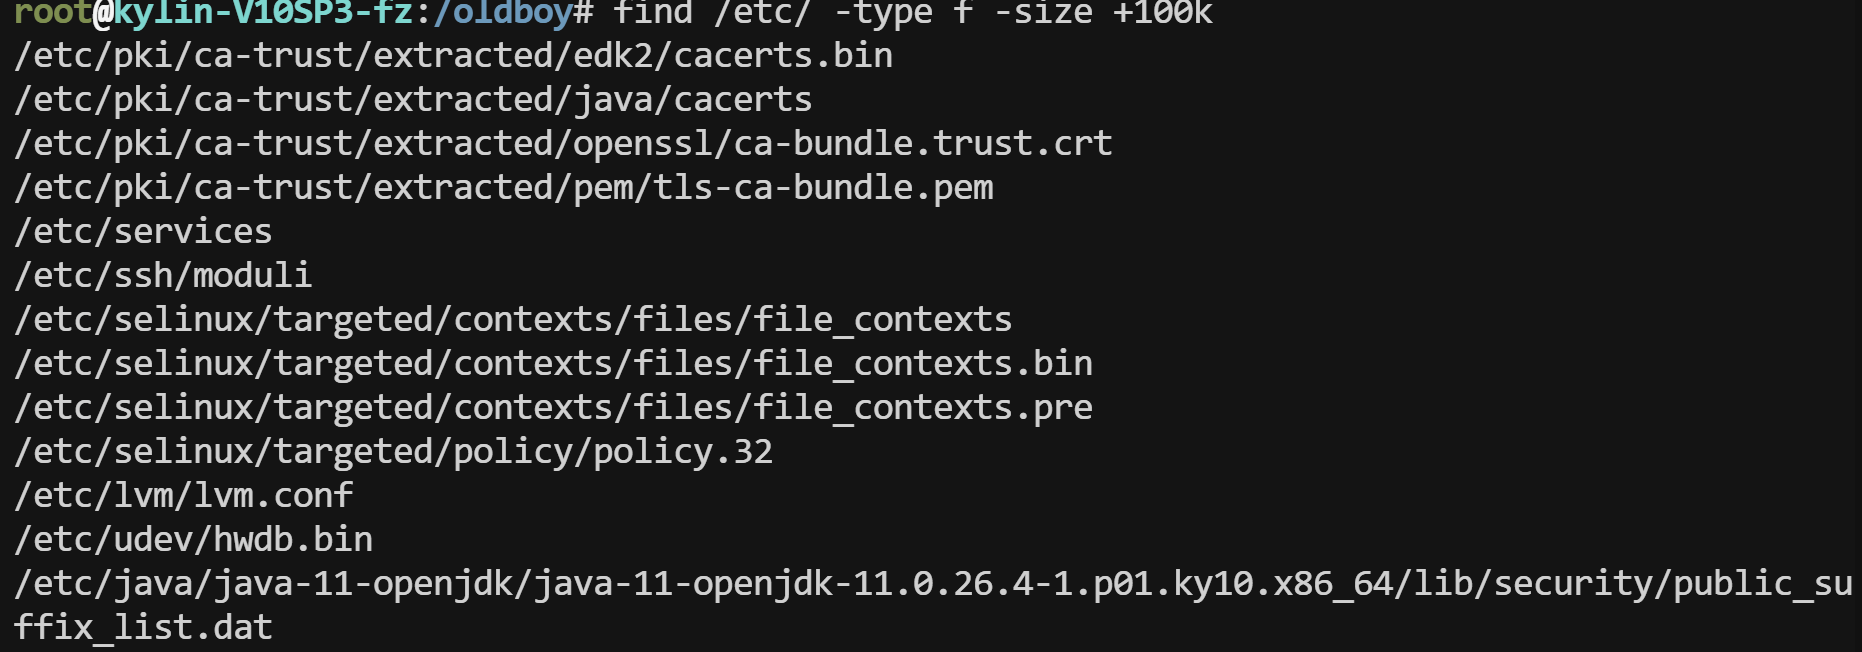 root@kylin-V10SP3-fz:/oldboy# find /etc/ -type f -size +100k
/etc/pki/ca-trust/extracted/edk2/cacerts.bin
/etc/pki/ca-trust/extracted/java/cacerts
/etc/pki/ca-trust/extracted/openssl/ca-bundle.trust.crt
/etc/pki/ca-trust/extracted/pem/tls-ca-bundle.pem
/etc/services
/etc/ssh/moduli
/etc/selinux/targeted/contexts/files/file_contexts
/etc/selinux/targeted/contexts/files/file_contexts.bin
/etc/selinux/targeted/contexts/files/file_contexts.pre
/etc/selinux/targeted/policy/policy.32
/etc/lvm/lvm.conf
/etc/udev/hwdb.bin
/etc/java/java-11-openjdk/java-11-openjdk-11.0.26.4-1.p01.ky10.x86_64/lib/security/public_su
ffix_list.dat